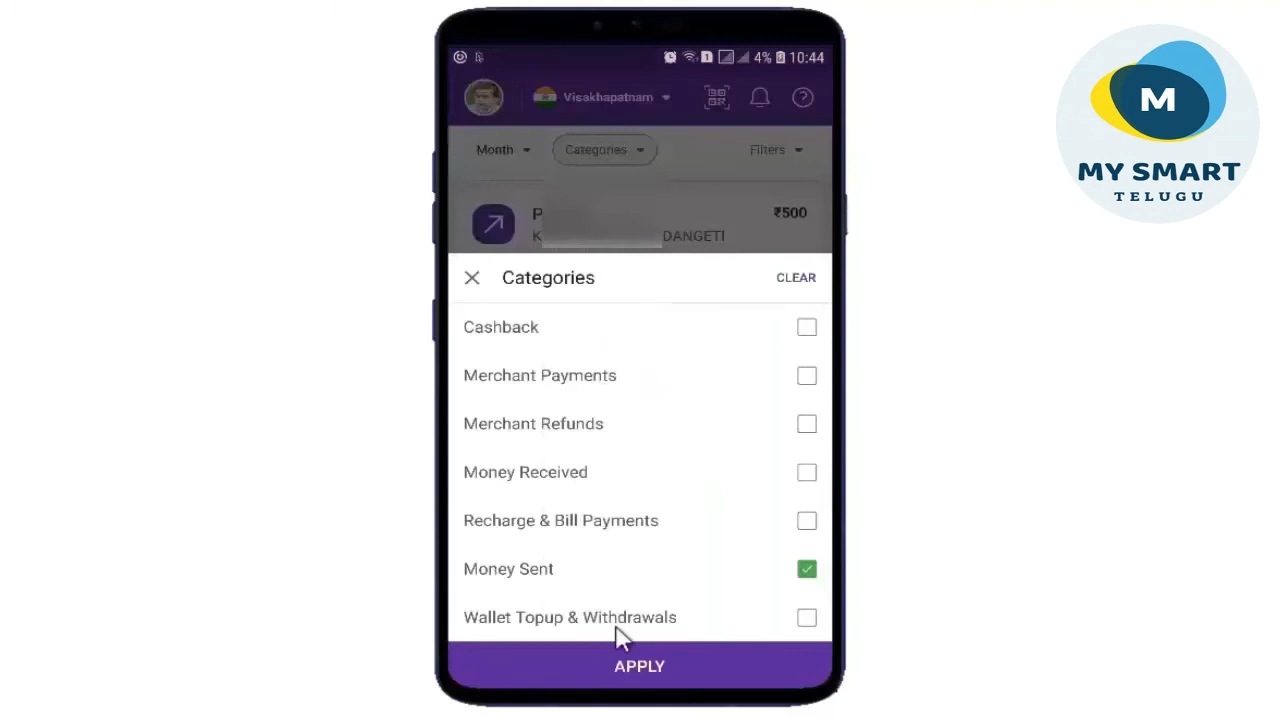 4% 10:44
Visakhapatnam
Month Categories Filters
P ₹500
K DANGETI
Categories CLEAR
Cashback
Merchant Payments
Merchant Refunds
Money Received
Recharge & Bill Payments
Money Sent
Wallet Topup & Withdrawals
APPLY
M
MY SMART
TELUGU